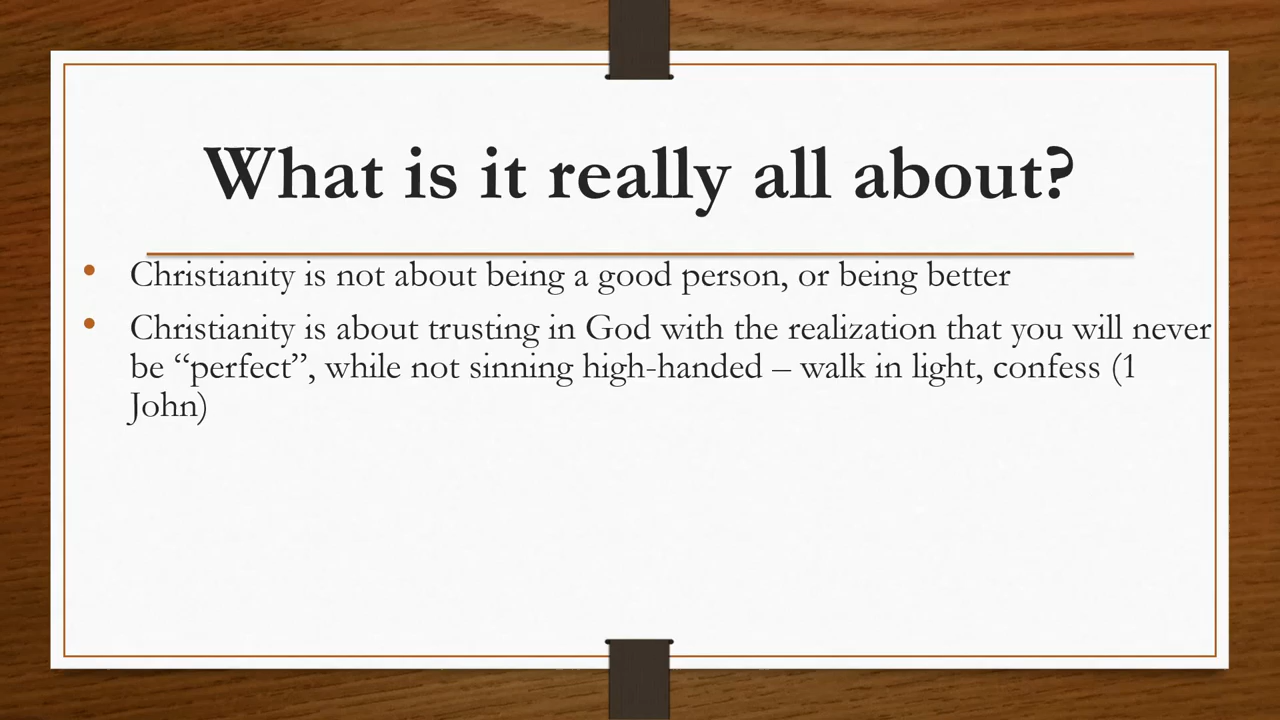 What is it really all about?
• Christianity is not about being a good person, or being better
• Christianity is about trusting in God with the realization that you will never
be “perfect”, while not sinning high-handed – walk in light, confess (1
John)